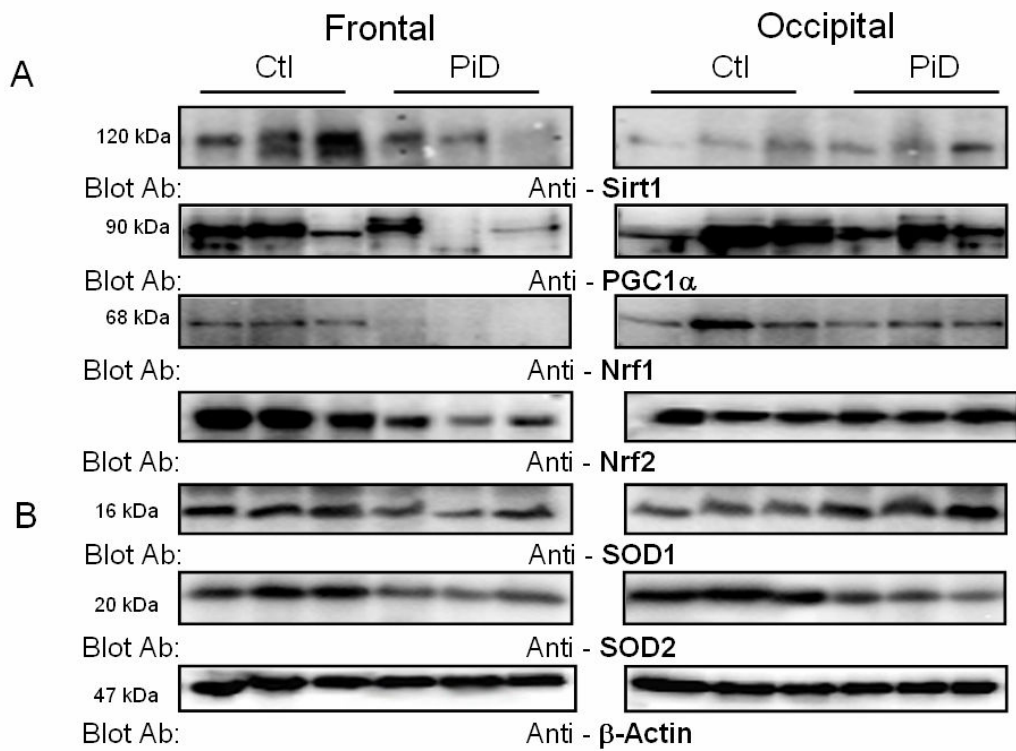 Frontal Occipital
A Ctl PiD Ctl PiD
120 kDa
Blot Ab: Anti - Sirt1
90 kDa
Blot Ab: Anti - PGC1α
68 kDa
Blot Ab: Anti - Nrf1
Blot Ab: Anti - Nrf2
B 16 kDa
Blot Ab: Anti - SOD1
20 kDa
Blot Ab: Anti - SOD2
47 kDa
Blot Ab: Anti - β-Actin